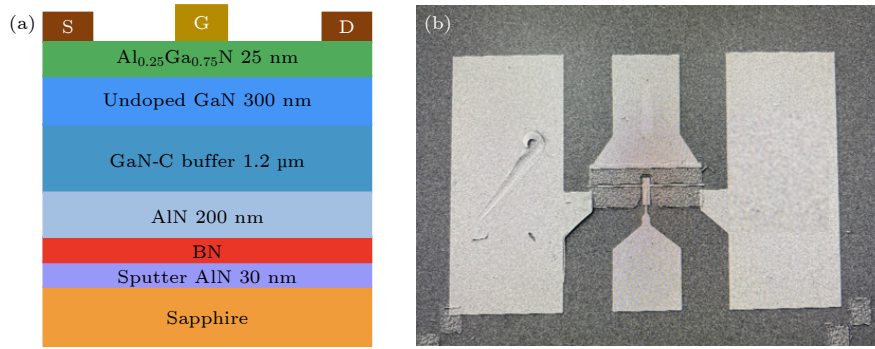 (a)
S
G
D
Al₀.₂₅Ga₀.₇₅N 25 nm
Undoped GaN 300 nm
GaN-C buffer 1.2 μm
AlN 200 nm
BN
Sputter AlN 30 nm
Sapphire
(b)